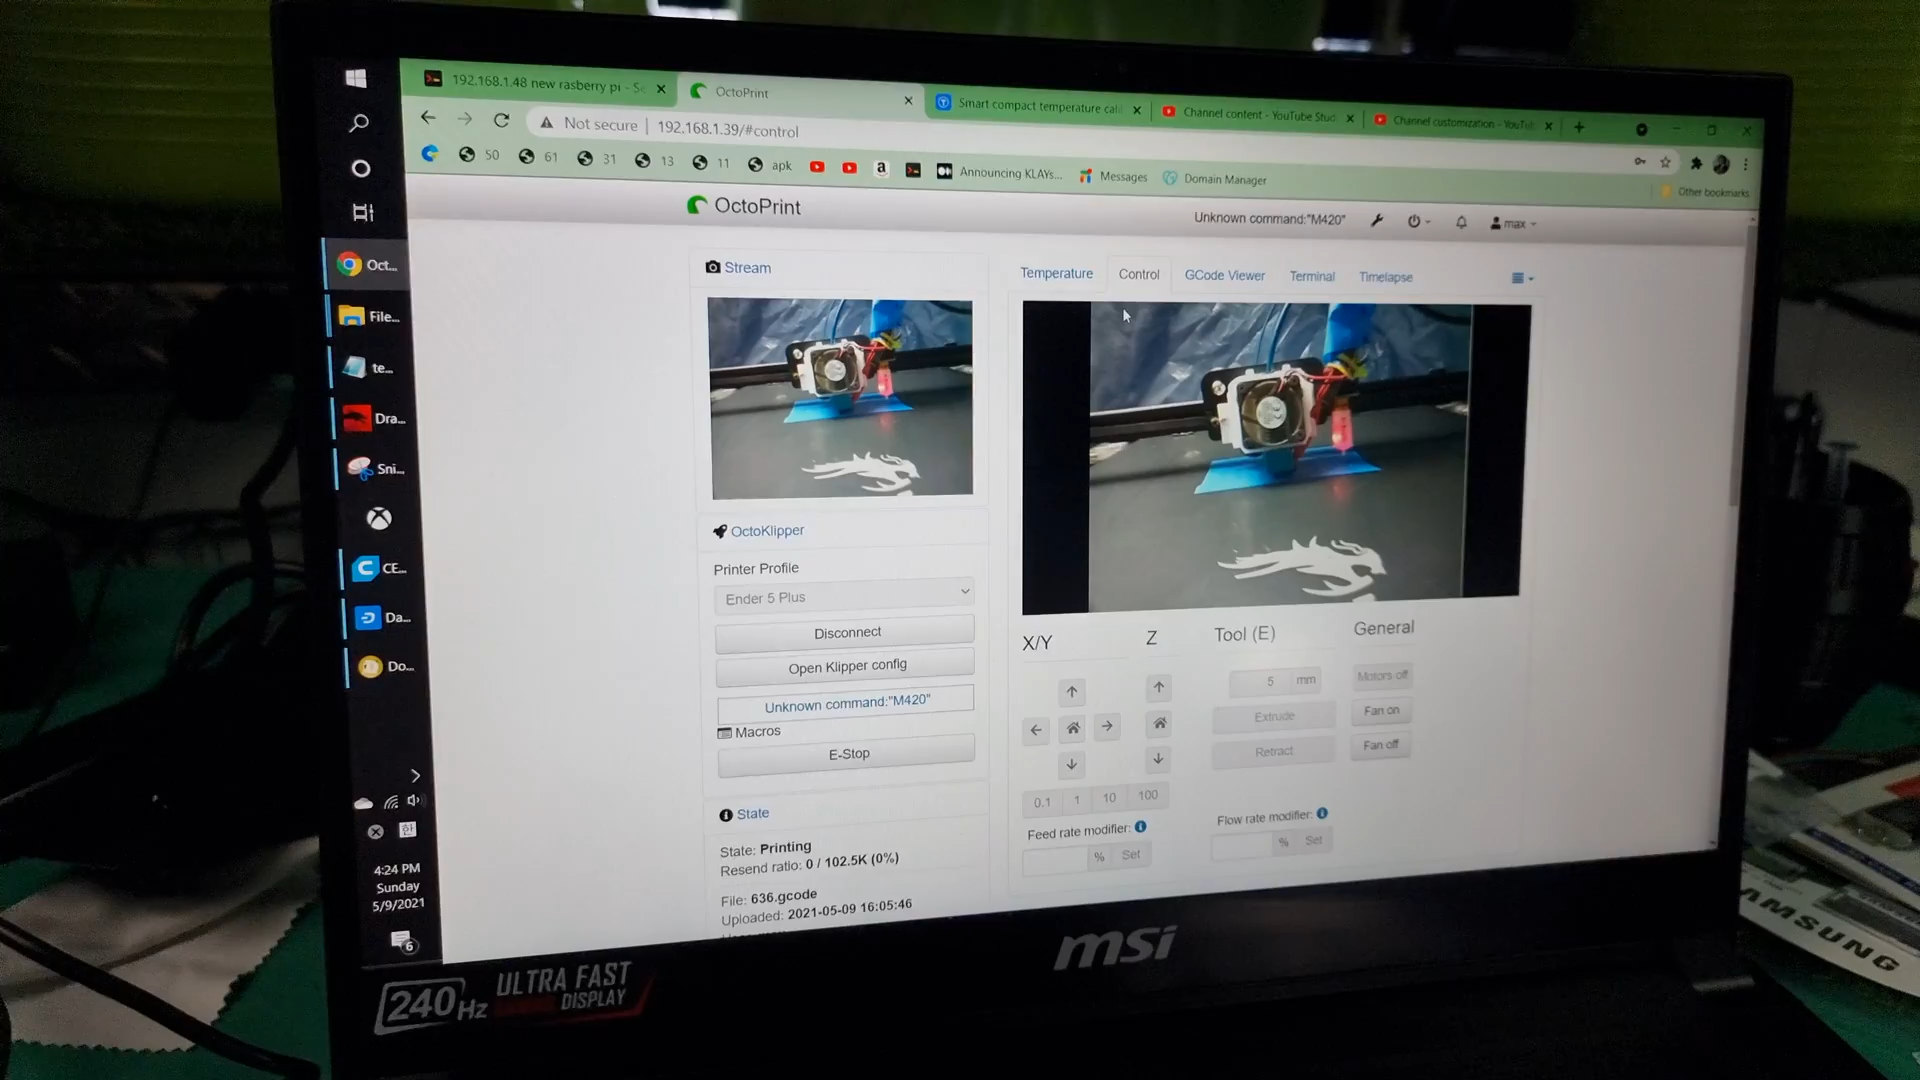 192.168.1.48 new rasberry pi - Se
OctoPrint
Smart compact temperature cali
Channel content - YouTube Stud
Channel customization - YouTub
Not secure
192.168.1.39/#control
50
61
31
13
11
apk
Announcing KLAYs...
Messages
Domain Manager
Other bookmarks
OctoPrint
Unknown command:"M420"
max
Stream
Temperature
Control
GCode Viewer
Terminal
Timelapse
OctoKlipper
Printer Profile
Ender 5 Plus
Disconnect
Open Klipper config
Unknown command:"M420"
Macros
E-Stop
State
State: Printing
Resend ratio: 0 / 102.5K (0%)
File: 636.gcode
Uploaded: 2021-05-09 16:05:46
X/Y
Z
Tool (E)
General
5 mm
Extrude
Retract
Motors off
Fan on
Fan off
0.1
1
10
100
Feed rate modifier:
% Set
Flow rate modifier:
% Set
Oct...
File...
te...
Dra...
Sni...
CE...
Da...
Do...
한
4:24 PM
Sunday
5/9/2021
6
240Hz
ULTRA FAST
DISPLAY
msi
SAMSUNG